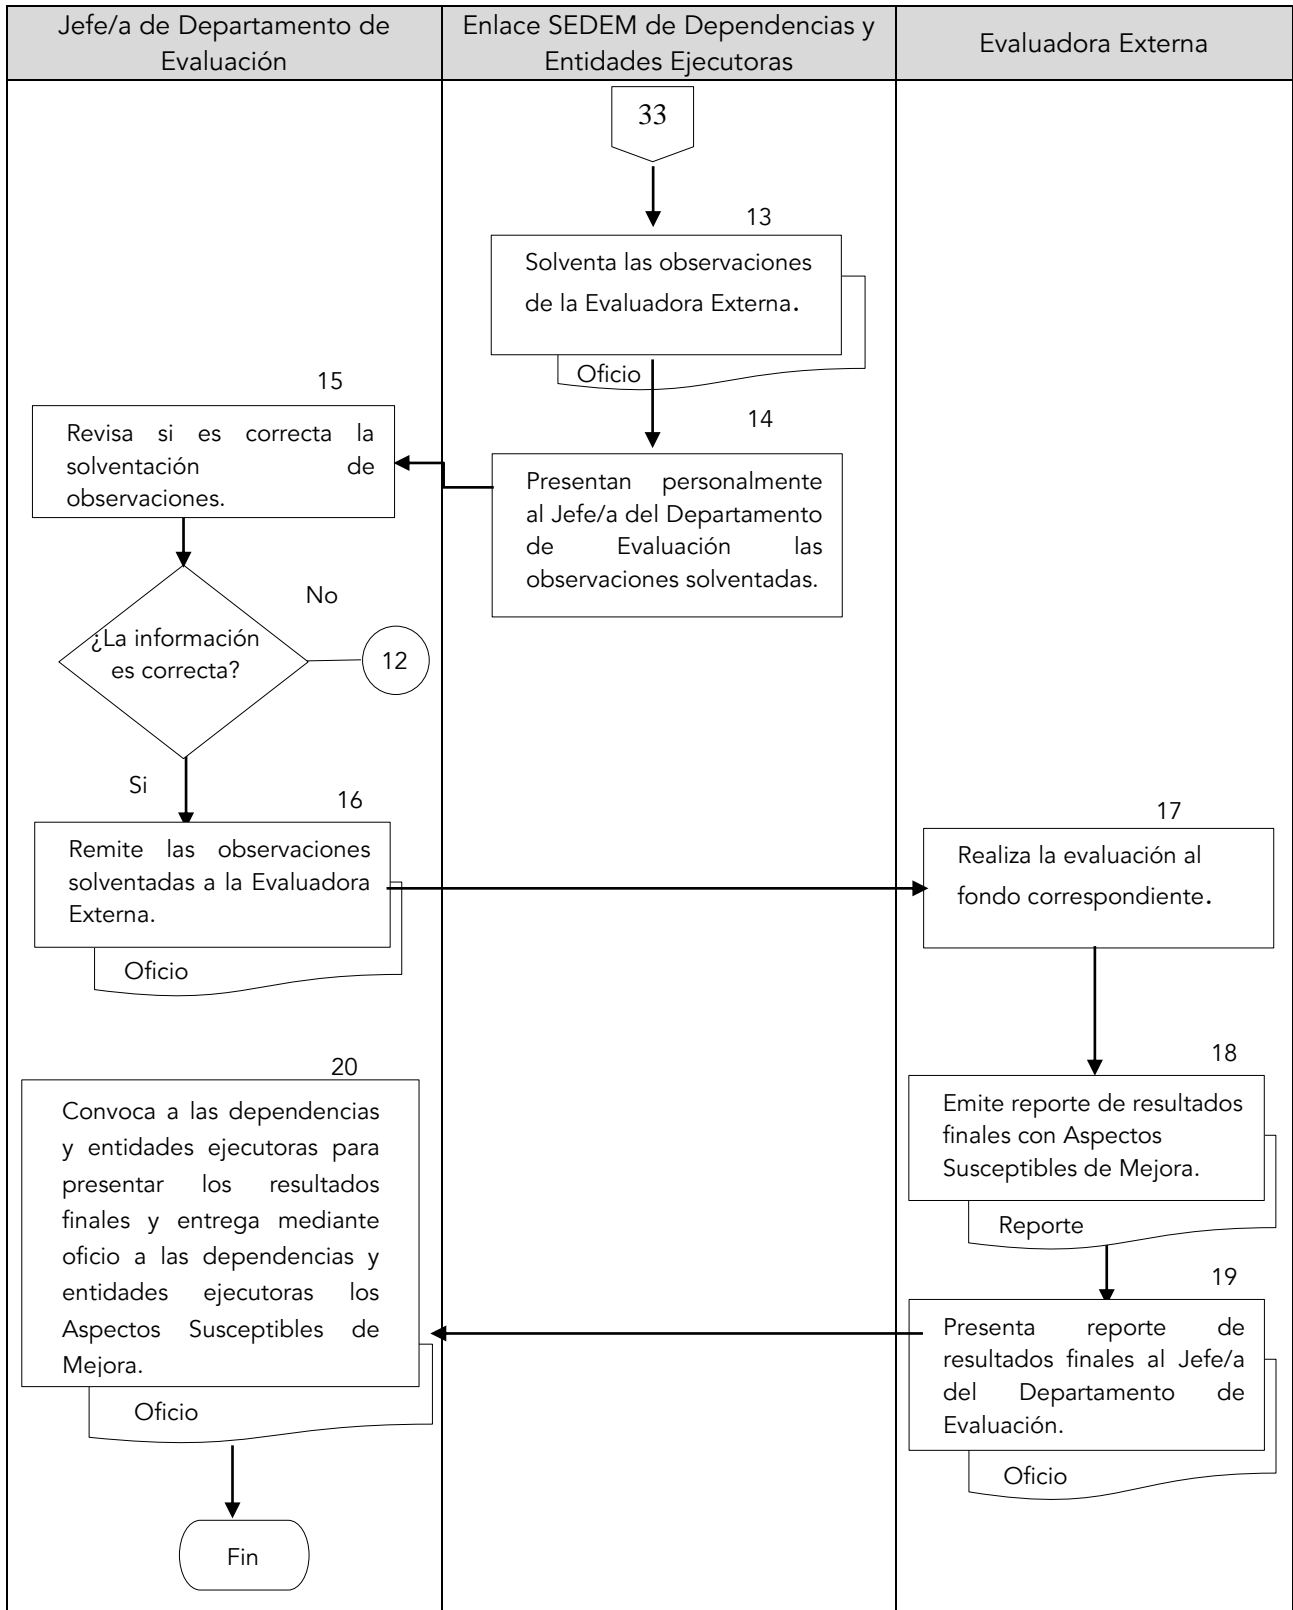 Jefe/a de Departamento de
Evaluación
Enlace SEDEM de Dependencias y
Entidades Ejecutoras
Evaluadora Externa
33
13
Solventa las observaciones
de la Evaluadora Externa.
Oficio
14
Presentan personalmente
al Jefe/a del Departamento
de Evaluación las
observaciones solventadas.
15
Revisa si es correcta la
solventación de
observaciones.
¿La información
es correcta?
No
12
Si
16
Remite las observaciones
solventadas a la Evaluadora
Externa.
Oficio
17
Realiza la evaluación al
fondo correspondiente.
18
Emite reporte de resultados
finales con Aspectos
Susceptibles de Mejora.
Reporte
19
Presenta reporte de
resultados finales al Jefe/a
del Departamento de
Evaluación.
Oficio
20
Convoca a las dependencias
y entidades ejecutoras para
presentar los resultados
finales y entrega mediante
oficio a las dependencias y
entidades ejecutoras los
Aspectos Susceptibles de
Mejora.
Oficio
Fin